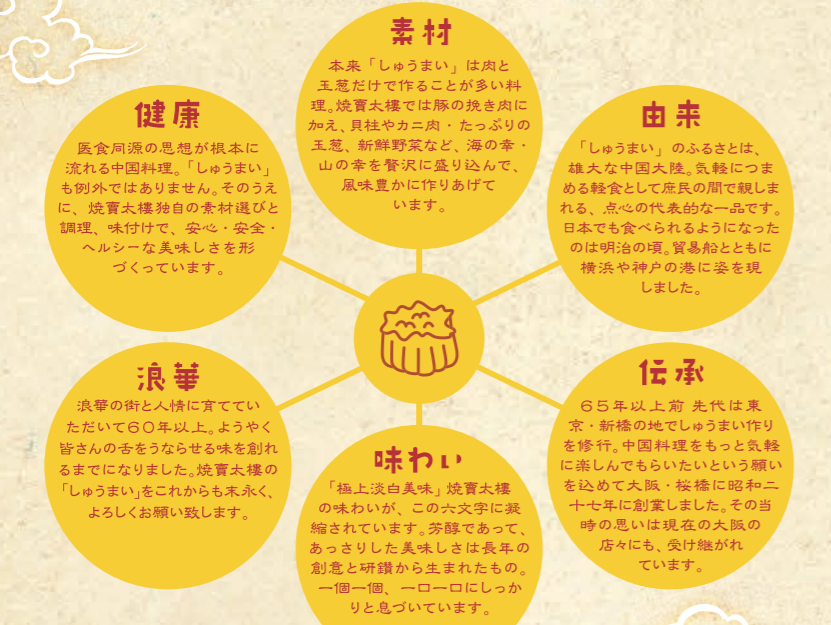 素材
本来「しゅうまい」は肉と
玉葱だけで作ることが多い料
理。焼賣太樓では豚の挽き肉に
加え、貝柱やカニ肉・たっぷりの
玉葱、新鮮野菜など、海の幸・
山の幸を贅沢に盛り込んで、
風味豊かに作りあげて
います。
健康
医食同源の思想が根本に
流れる中国料理。「しゅうまい」
も例外ではありません。そのうえ
に、焼賣太樓独自の素材選びと
調理、味付けで、安心・安全・
ヘルシーな美味しさを形
づくっています。
由来
「しゅうまい」のふるさとは、
雄大な中国大陸。気軽につま
める軽食として庶民の間で親しま
れる、点心の代表的な一品です。
日本でも食べられるようになった
のは明治の頃。貿易船とともに
横浜や神戸の港に姿を現
しました。
浪華
浪華の街と人情に育ててい
ただいて60年以上。ようやく
皆さんの舌をうならせる味を創れ
るまでになりました。焼賣太樓の
「しゅうまい」をこれからも末永く、
よろしくお願い致します。
伝承
65年以上前 先代は東
京・新橋の地でしゅうまい作り
を修行。中国料理をもっと気軽
に楽しんでもらいたいという願い
を込めて大阪・桜橋に昭和二
十七年に創業しました。その当
時の思いは現在の大阪の
店々にも、受け継がれ
ています。
味わい
「極上淡白美味」焼賣太樓
の味わいが、この六文字に凝
縮されています。芳醇であって、
あっさりした美味しさは長年の
創意と研鑽から生まれたもの。
一個一個、一口一口にしっか
りと息づいています。